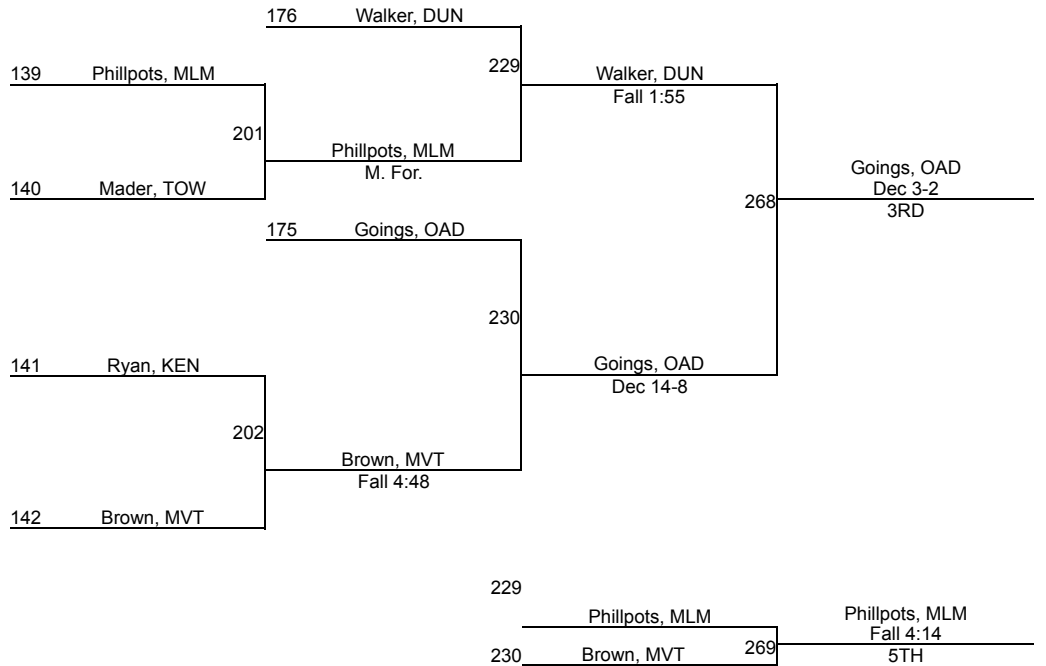 176 Walker, DUN
139 Phillpots, MLM
229
Walker, DUN
Fall 1:55
201
Phillpots, MLM
M. For.
140 Mader, TOW
Goings, OAD
Dec 3-2
3RD
268
175 Goings, OAD
230
141 Ryan, KEN
Goings, OAD
Dec 14-8
202
Brown, MVT
Fall 4:48
142 Brown, MVT
229
Phillpots, MLM
Phillpots, MLM
Fall 4:14
5TH
269
230 Brown, MVT